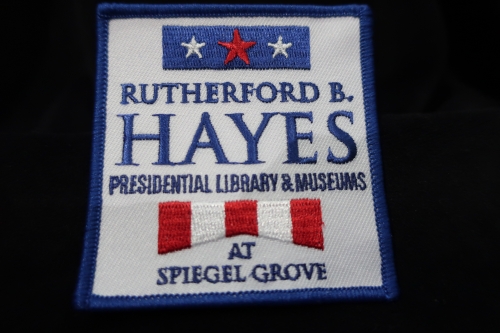 RUTHERFORD B.
HAYES
PRESIDENTIAL LIBRARY & MUSEUMS
AT
SPIEGEL GROVE